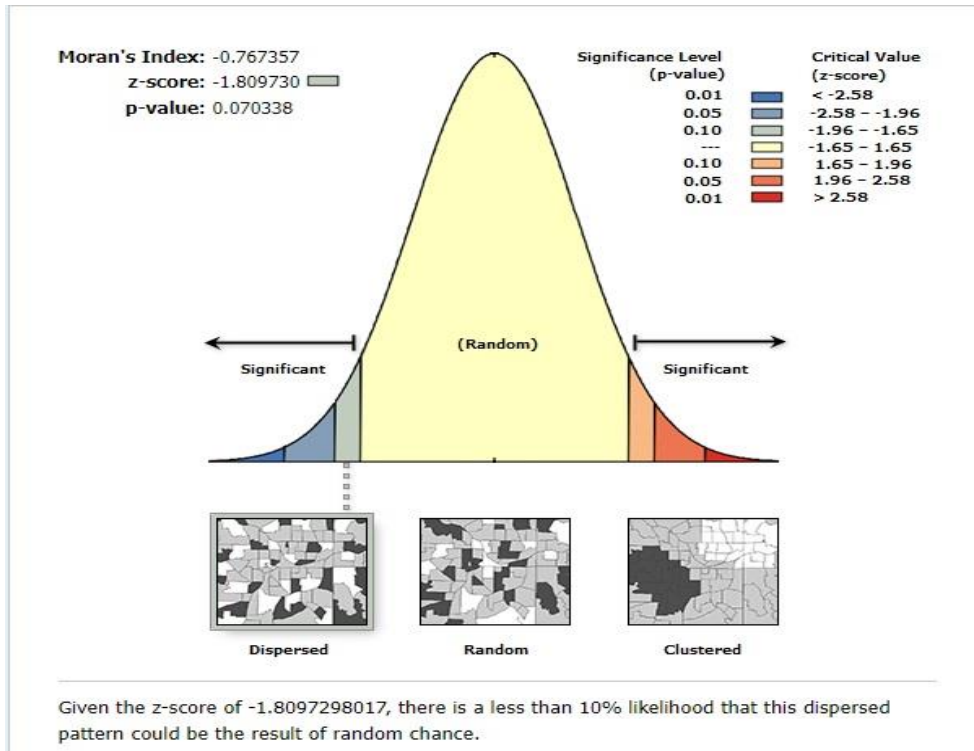 Moran's Index: -0.767357
z-score: -1.809730
p-value: 0.070338
Significance Level
(p-value)
Critical Value
(z-score)
0.01 < -2.58
0.05 -2.58 – -1.96
0.10 -1.96 – -1.65
--- -1.65 – 1.65
0.10 1.65 – 1.96
0.05 1.96 – 2.58
0.01 > 2.58
(Random)
Significant
Significant
Dispersed
Random
Clustered
Given the z-score of -1.8097298017, there is a less than 10% likelihood that this dispersed
pattern could be the result of random chance.